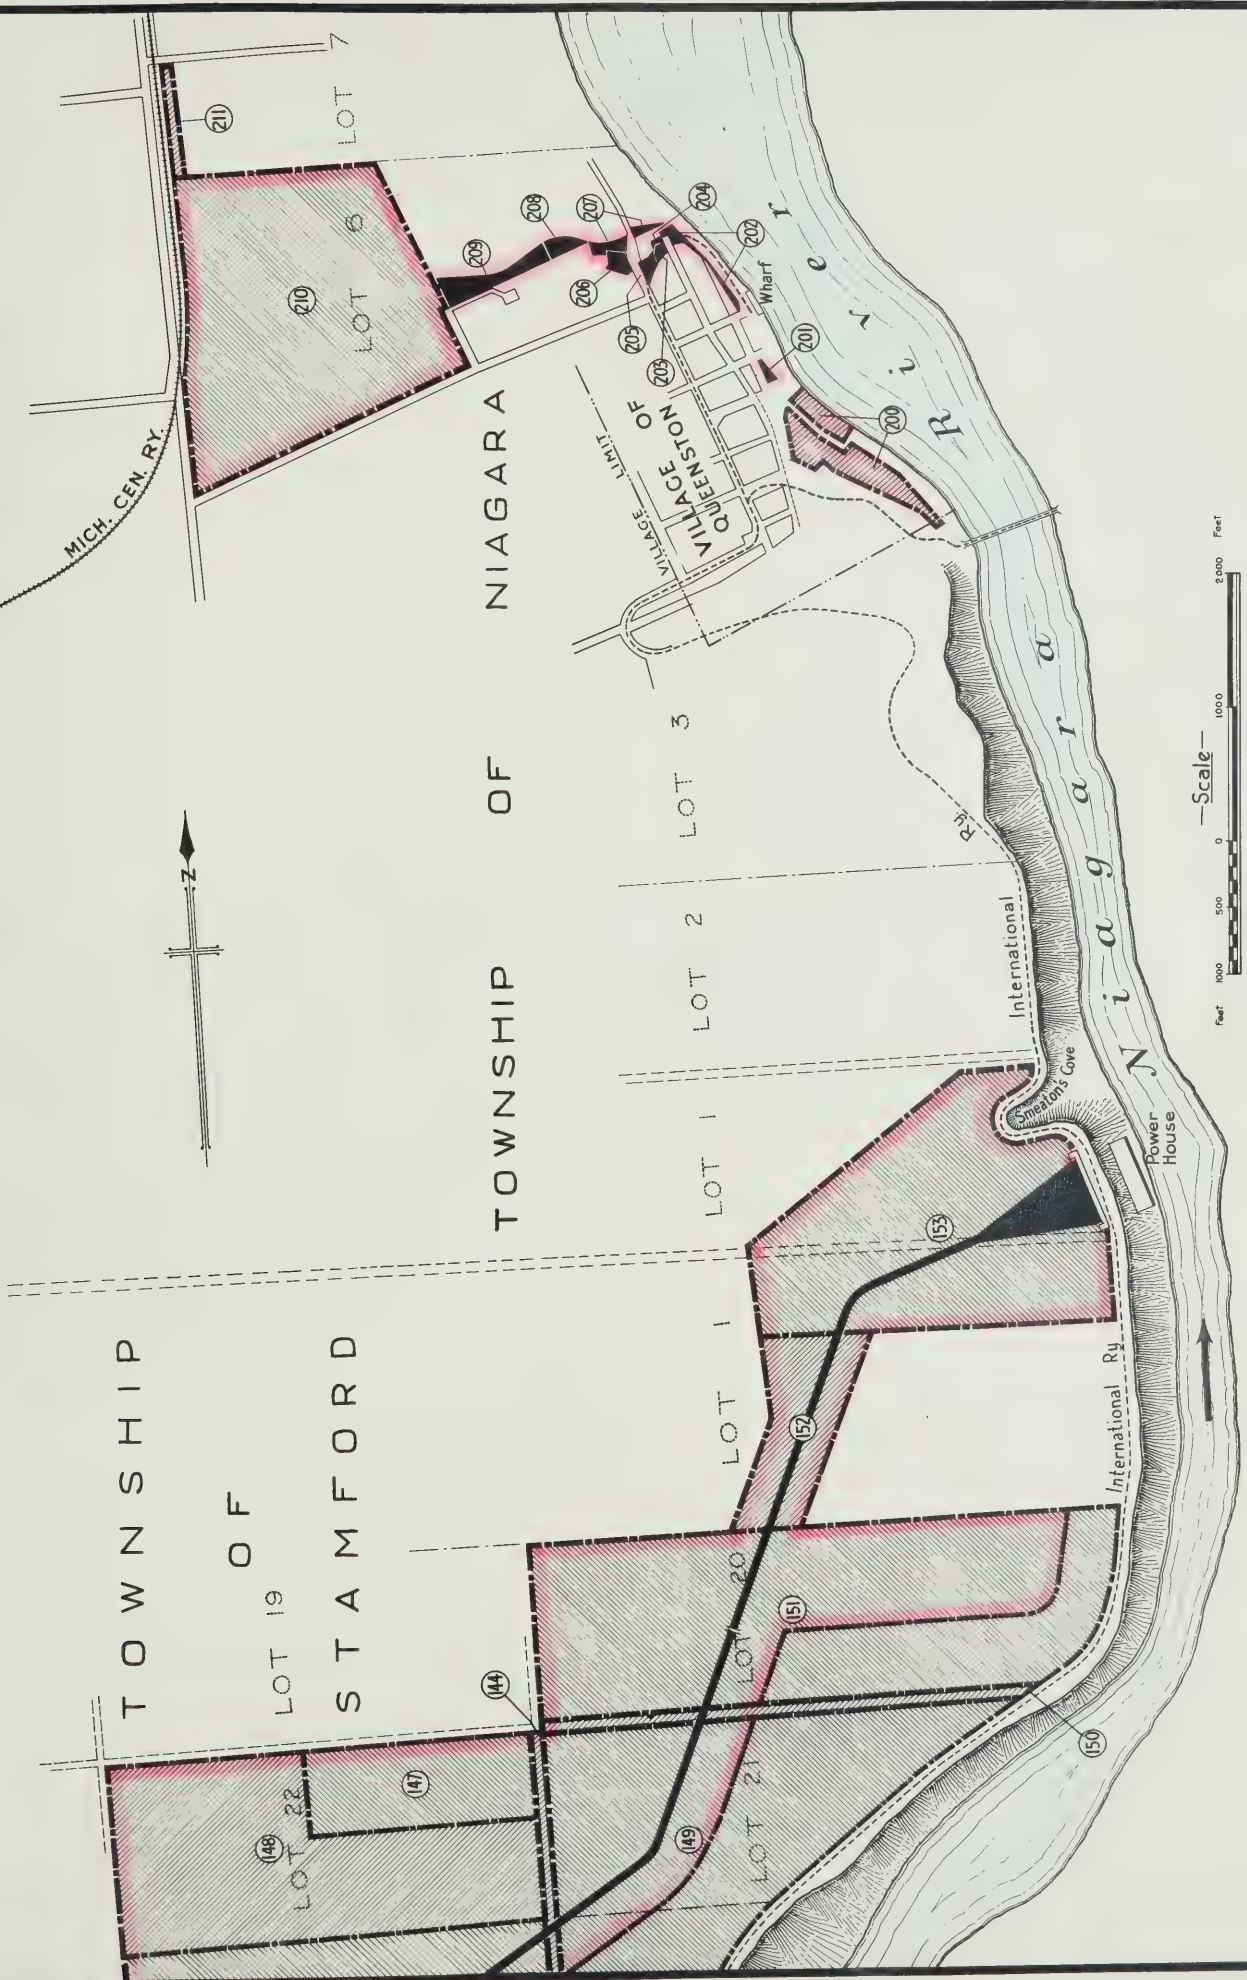 TOWNSHIP
OF
STAMFORD
LOT 19
TOWNSHIP OF NIAGARA
MICH. CEN. RY.
Z
LOT 7
LOT 6
LOT 3
LOT 2
LOT 1
LOT 1
LOT 20
LOT 21
LOT 22
VILLAGE LIMIT
VILLAGE OF
QUEENSTON
Wharf
International Ry
International Ry
Smeaton's Cove
Power
House
Niagara River
144
147
148
149
150
151
152
153
200
201
202
203
204
205
206
207
208
209
210
211
—Scale—
Feet 1000 500 0 1000 2000 Feet